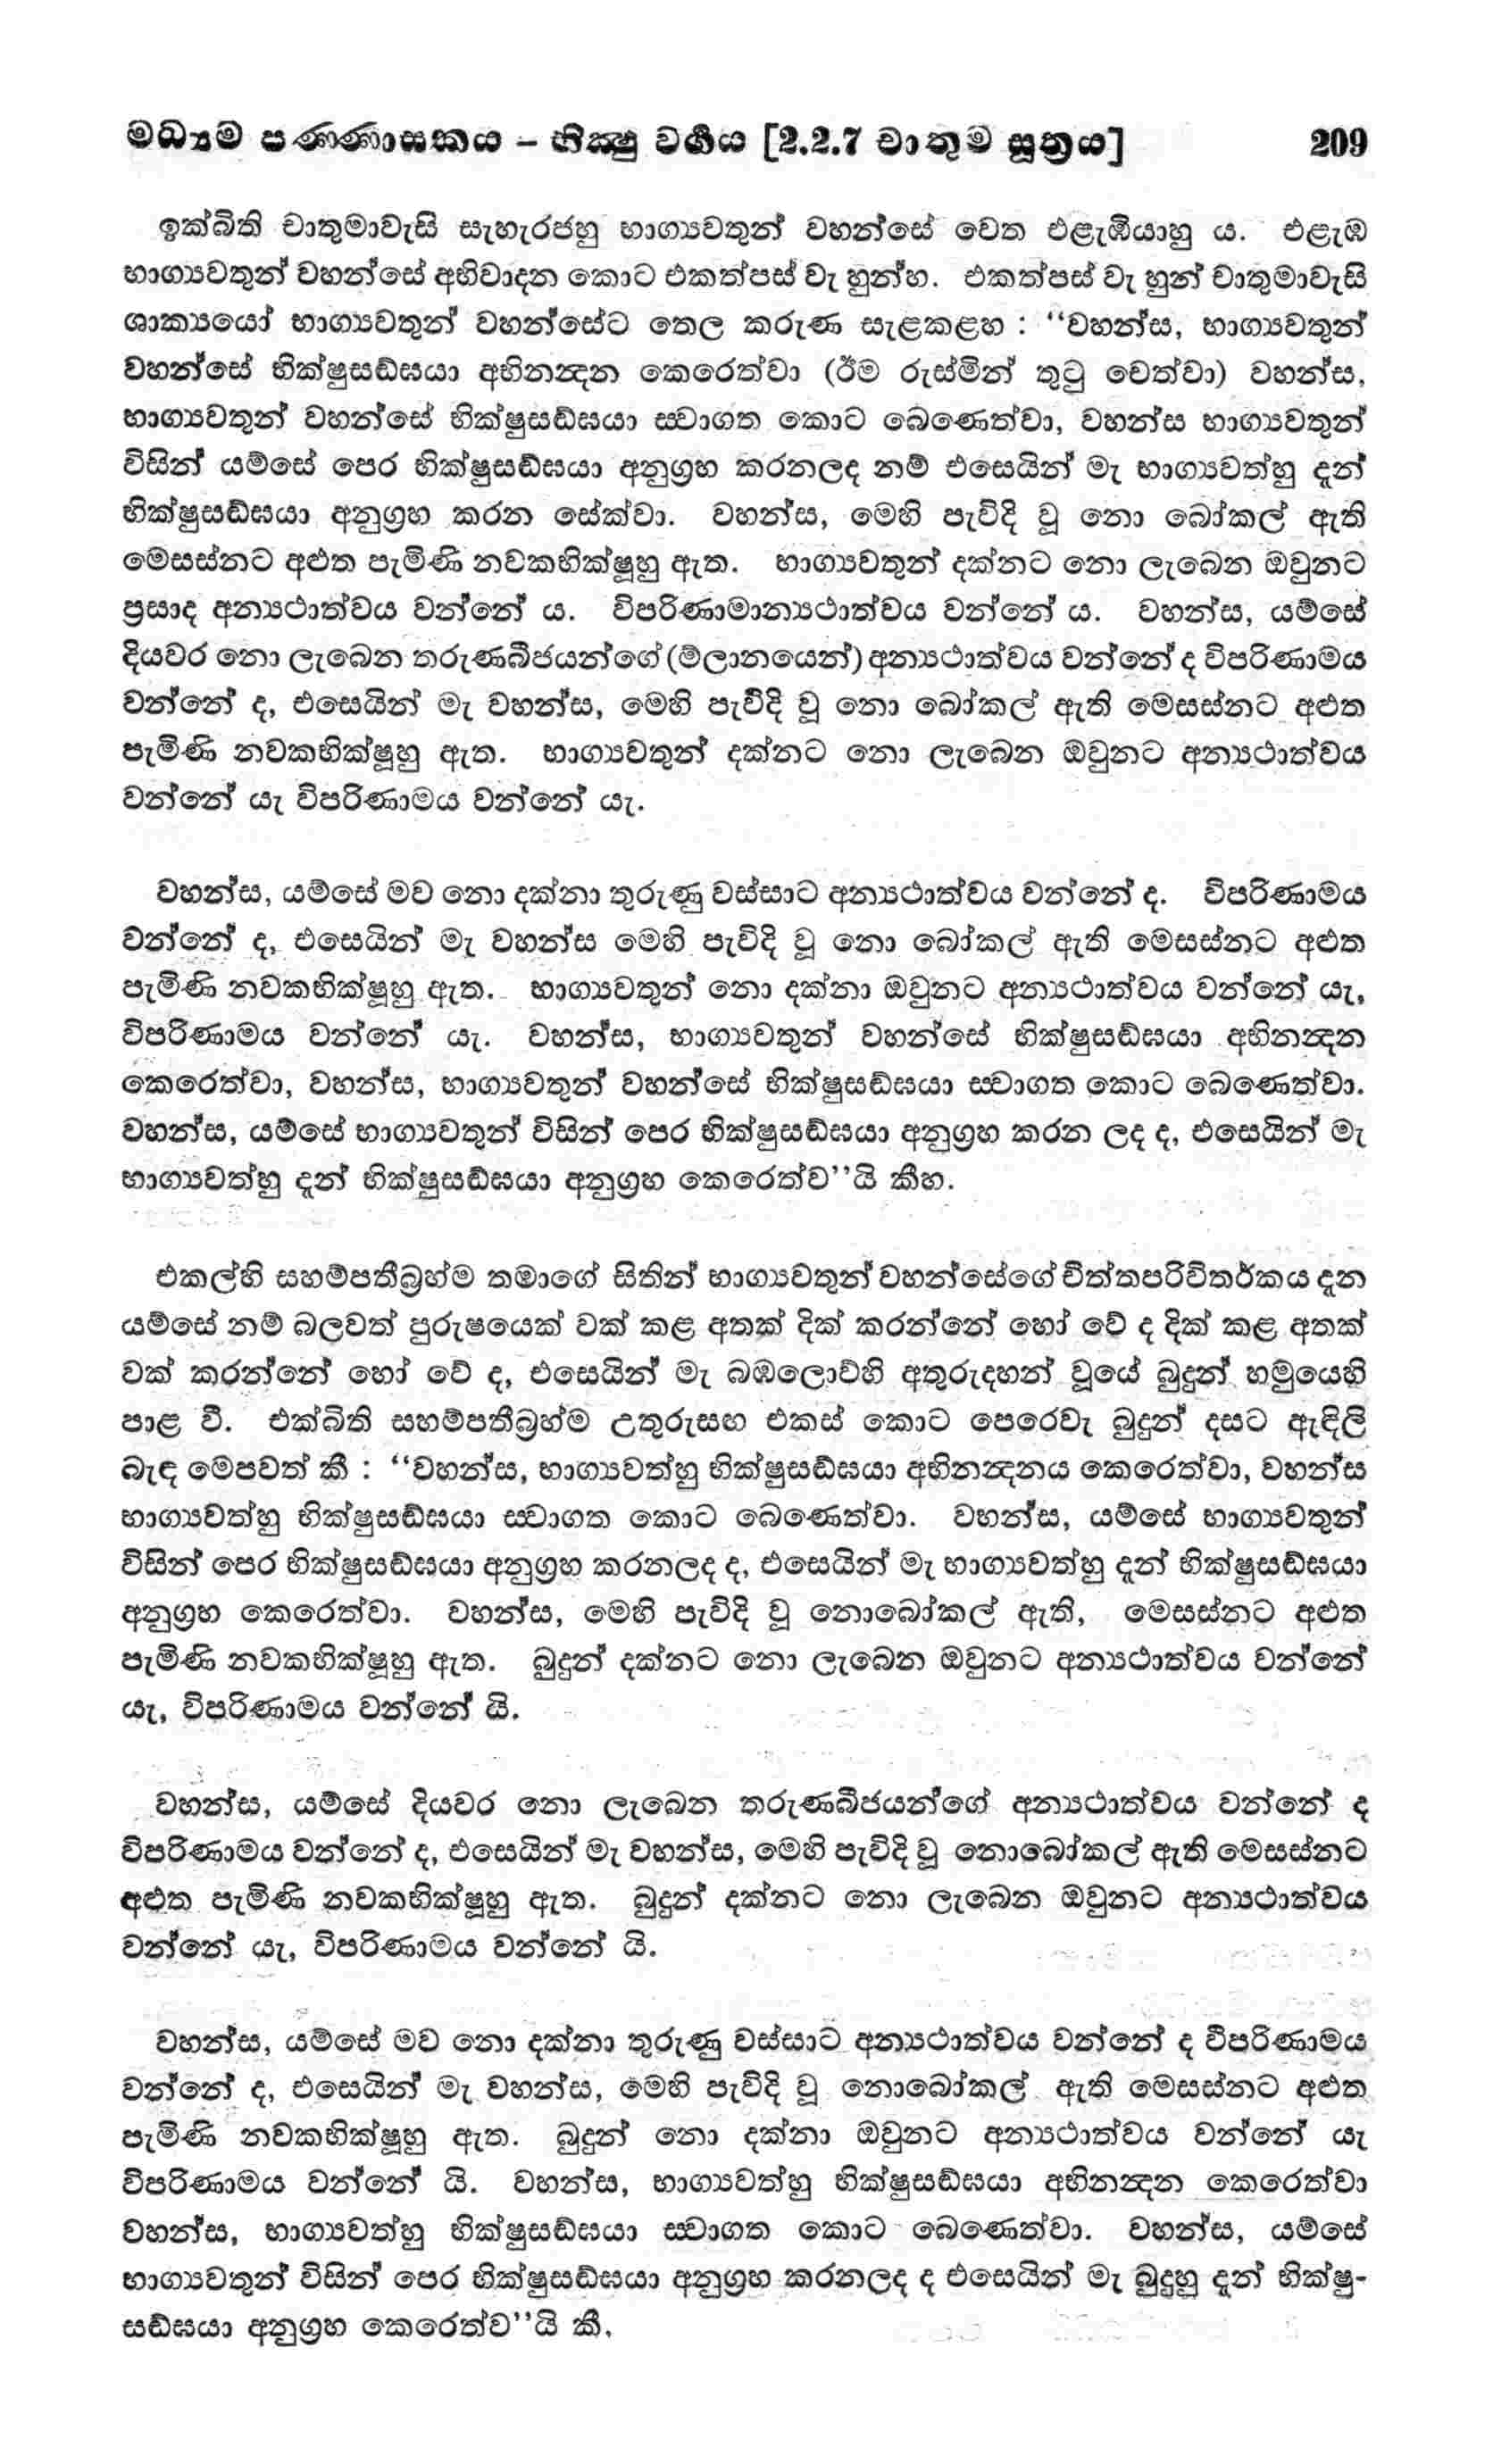 මධ්‍යම පණ්ණාසකය – භික්‍ෂු වර්‍ගය [2.2.7 චාතුම සූත්‍රය] 209
ඉක්බිති චාතුමාවැසි සැහැරජහු භාග්‍යවතුන් වහන්සේ වෙත එළැඹියාහු ය. එළැඹ
භාග්‍යවතුන් වහන්සේ අභිවාදන කොට එකත්පස් වැ හුන්හ. එකත්පස් වැ හුන් චාතුමාවැසි
ශාක්‍යයෝ භාග්‍යවතුන් වහන්සේට තෙල කරුණ සැළකළහ : “වහන්ස, භාග්‍යවතුන්
වහන්සේ භික්ෂුසඞ්ඝයා අභිනන්‍දන කෙරෙත්වා (ඊම රුස්මින් තුටු වෙත්වා) වහන්ස,
භාග්‍යවතුන් වහන්සේ භික්ෂුසඞ්ඝයා ස්‍වාගත කොට බෙණෙත්වා, වහන්ස භාග්‍යවතුන්
විසින් යම්සේ පෙර භික්ෂුසඞ්ඝයා අනුග්‍රහ කරනලද නම් එසෙයින් මැ භාග්‍යවත්හු දැන්
භික්ෂුසඞ්ඝයා අනුග්‍රහ කරන සේක්වා. වහන්ස, මෙහි පැවිදි වූ නො බෝකල් ඇති
මෙසස්නට අළුත පැමිණි නවකභික්ෂූහු ඇත. භාග්‍යවතුන් දක්නට නො ලැබෙන ඔවුනට
ප්‍රසාද අන්‍යථාත්වය වන්නේ ය. විපරිණාමාන්‍යථාත්වය වන්නේ ය. වහන්ස, යම්සේ
දියවර නො ලැබෙන තරුණබීජයන්ගේ (ම්ලානයෙන්) අන්‍යථාත්වය වන්නේ ද විපරිණාමය
වන්නේ ද, එසෙයින් මැ වහන්ස, මෙහි පැවිදි වූ නො බෝකල් ඇති මෙසස්නට අළුත
පැමිණි නවකභික්ෂූහු ඇත. භාග්‍යවතුන් දක්නට නො ලැබෙන ඔවුනට අන්‍යථාත්වය
වන්නේ යැ විපරිණාමය වන්නේ යැ.
වහන්ස, යම්සේ මව නො දක්නා තුරුණු වස්සාට අන්‍යථාත්වය වන්නේ ද. විපරිණාමය
වන්නේ ද, එසෙයින් මැ වහන්ස මෙහි පැවිදි වූ නො බෝකල් ඇති මෙසස්නට අළුත
පැමිණි නවකභික්ෂූහු ඇත. භාග්‍යවතුන් නො දක්නා ඔවුනට අන්‍යථාත්වය වන්නේ යැ,
විපරිණාමය වන්නේ යැ. වහන්ස, භාග්‍යවතුන් වහන්සේ භික්ෂුසඞ්ඝයා අභිනන්‍දන
කෙරෙත්වා, වහන්ස, භාග්‍යවතුන් වහන්සේ භික්ෂුසඞ්ඝයා ස්‍වාගත කොට බෙණෙත්වා.
වහන්ස, යම්සේ භාග්‍යවතුන් විසින් පෙර භික්ෂුසඞ්ඝයා අනුග්‍රහ කරන ලද ද, එසෙයින් මැ
භාග්‍යවත්හු දැන් භික්ෂුසඞ්ඝයා අනුග්‍රහ කෙරෙත්ව”යි කීහ.
එකල්හි සහම්පතීබ්‍රහ්ම තමාගේ සිතින් භාග්‍යවතුන් වහන්සේගේ චිත්තපරිවිතර්කය දැන
යම්සේ නම් බලවත් පුරුෂයෙක් වක් කළ අතක් දික් කරන්නේ හෝ වේ ද දික් කළ අතක්
වක් කරන්නේ හෝ වේ ද, එසෙයින් මැ බඹලොව්හි අතුරුදහන් වූයේ බුදුන් හමුයෙහි
පාළ වී. එක්බිති සහම්පතීබ්‍රහ්ම උතුරුසඟ එකස් කොට පෙරෙවැ බුදුන් දසට ඇඳිලි
බැඳ මෙපවත් කී : “වහන්ස, භාග්‍යවත්හු භික්ෂුසඞ්ඝයා අභිනන්‍දනය කෙරෙත්වා, වහන්ස
භාග්‍යවත්හු භික්ෂුසඞ්ඝයා ස්‍වාගත කොට බෙණෙත්වා. වහන්ස, යම්සේ භාග්‍යවතුන්
විසින් පෙර භික්ෂුසඞ්ඝයා අනුග්‍රහ කරනලද ද, එසෙයින් මැ භාග්‍යවත්හු දැන් භික්ෂුසඞ්ඝයා
අනුග්‍රහ කෙරෙත්වා. වහන්ස, මෙහි පැවිදි වූ නොබෝකල් ඇති, මෙසස්නට අළුත
පැමිණි නවකභික්ෂූහු ඇත. බුදුන් දක්නට නො ලැබෙන ඔවුනට අන්‍යථාත්වය වන්නේ
යැ, විපරිණාමය වන්නේ යි.
වහන්ස, යම්සේ දියවර නො ලැබෙන තරුණබීජයන්ගේ අන්‍යථාත්වය වන්නේ ද
විපරිණාමය වන්නේ ද, එසෙයින් මැ වහන්ස, මෙහි පැවිදි වූ නොබෝකල් ඇති මෙසස්නට
අළුත පැමිණි නවකභික්ෂූහු ඇත. බුදුන් දක්නට නො ලැබෙන ඔවුනට අන්‍යථාත්වය
වන්නේ යැ, විපරිණාමය වන්නේ යි.
වහන්ස, යම්සේ මව නො දක්නා තුරුණු වස්සාට අන්‍යථාත්වය වන්නේ ද විපරිණාමය
වන්නේ ද, එසෙයින් මැ වහන්ස, මෙහි පැවිදි වූ නොබෝකල් ඇති මෙසස්නට අළුත
පැමිණි නවකභික්ෂූහු ඇත. බුදුන් නො දක්නා ඔවුනට අන්‍යථාත්වය වන්නේ යැ
විපරිණාමය වන්නේ යි. වහන්ස, භාග්‍යවත්හු භික්ෂුසඞ්ඝයා අභිනන්‍දන කෙරෙත්වා
වහන්ස, භාග්‍යවත්හු භික්ෂුසඞ්ඝයා ස්‍වාගත කොට බෙණෙත්වා. වහන්ස, යම්සේ
භාග්‍යවතුන් විසින් පෙර භික්ෂුසඞ්ඝයා අනුග්‍රහ කරනලද ද එසෙයින් මැ බුදුහු දැන් භික්ෂු-
සඞ්ඝයා අනුග්‍රහ කෙරෙත්ව”යි කී.